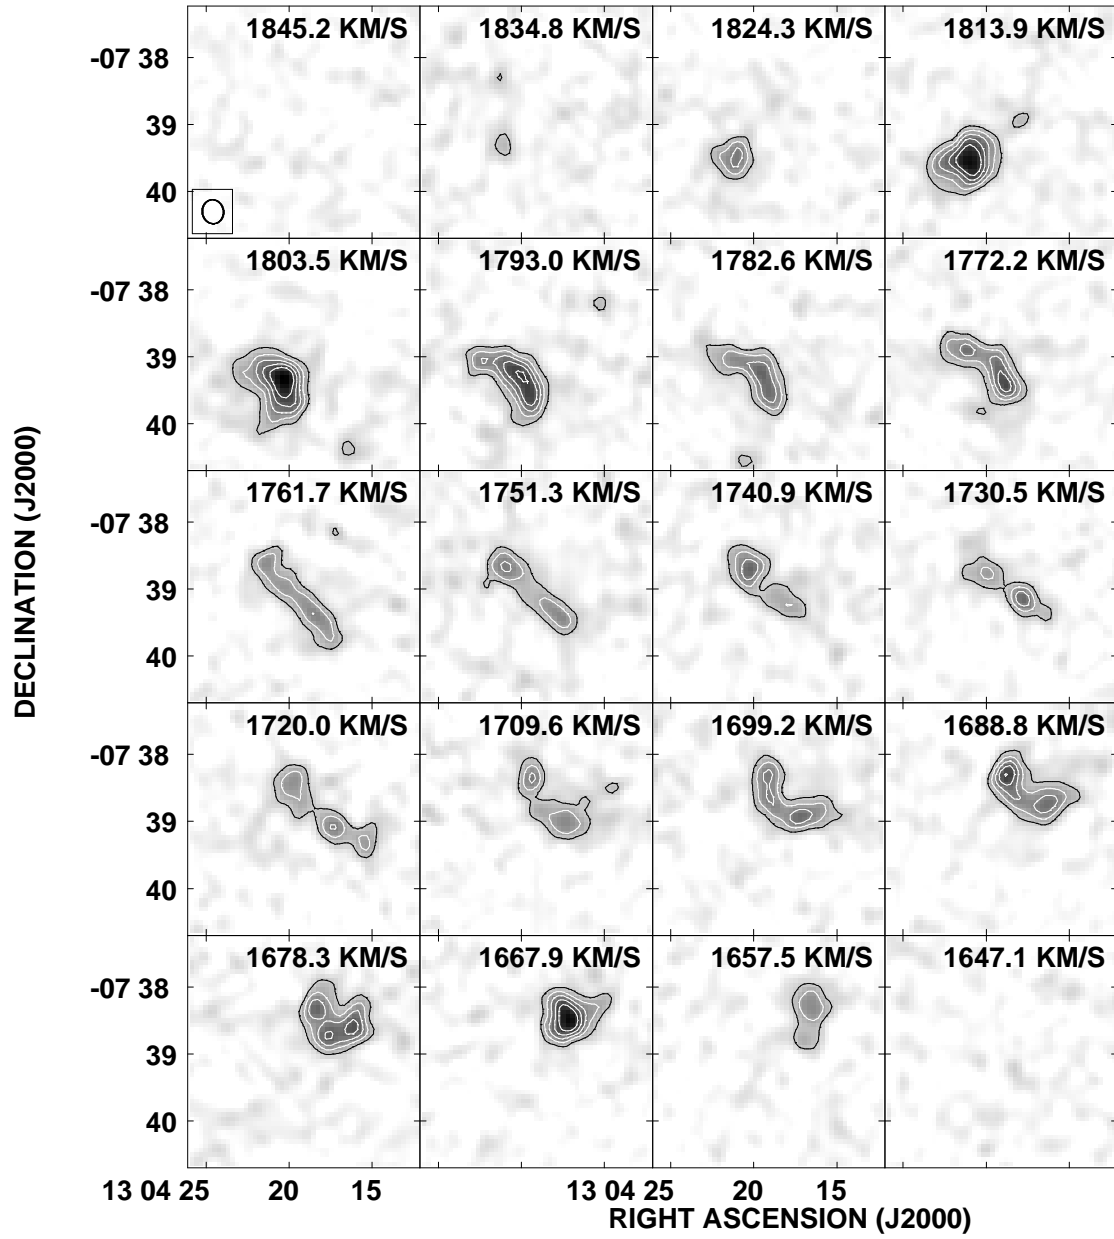 1845.2 KM/S 1834.8 KM/S 1824.3 KM/S 1813.9 KM/S
-07 38
39
40
1803.5 KM/S 1793.0 KM/S 1782.6 KM/S 1772.2 KM/S
-07 38
39
40
DECLINATION (J2000)
1761.7 KM/S 1751.3 KM/S 1740.9 KM/S 1730.5 KM/S
-07 38
39
40
1720.0 KM/S 1709.6 KM/S 1699.2 KM/S 1688.8 KM/S
-07 38
39
40
1678.3 KM/S 1667.9 KM/S 1657.5 KM/S 1647.1 KM/S
-07 38
39
40
13 04 25 20 15 13 04 25 20 15
RIGHT ASCENSION (J2000)